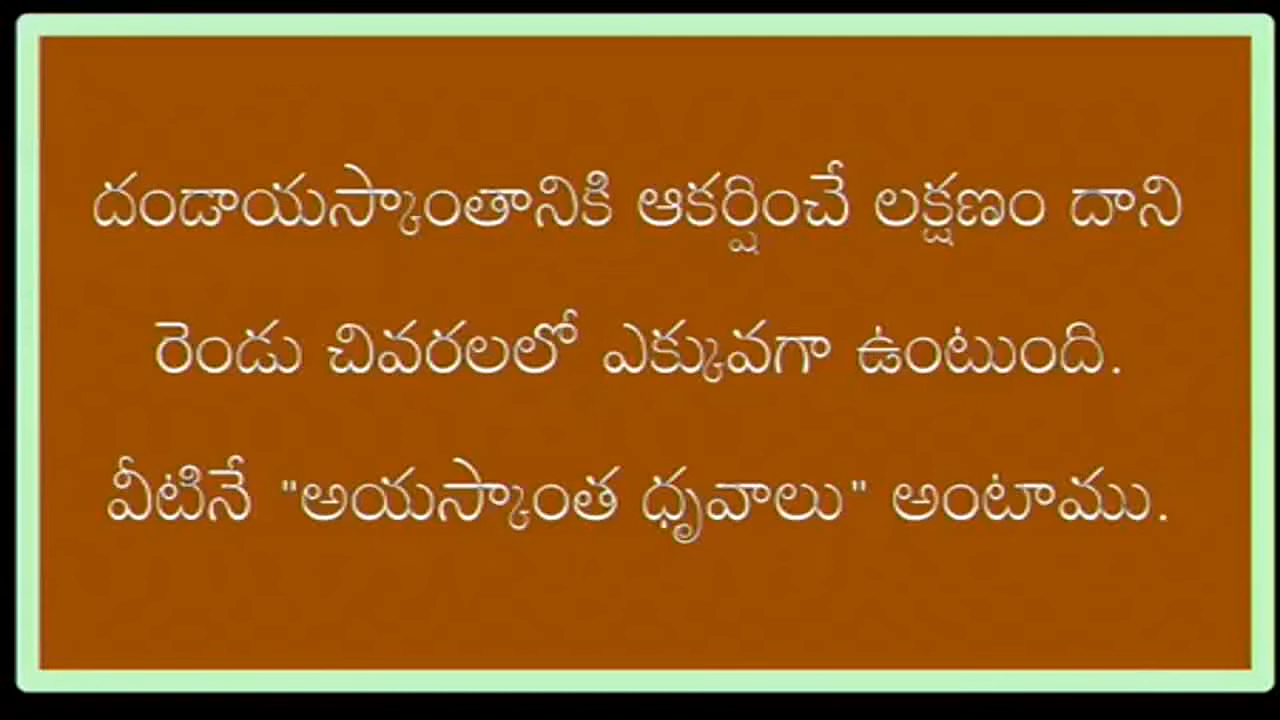 దండాయస్కాంతానికి ఆకర్షించే లక్షణం దాని
రెండు చివరలలో ఎక్కువగా ఉంటుంది.
వీటినే "అయస్కాంత ధృవాలు" అంటాము.